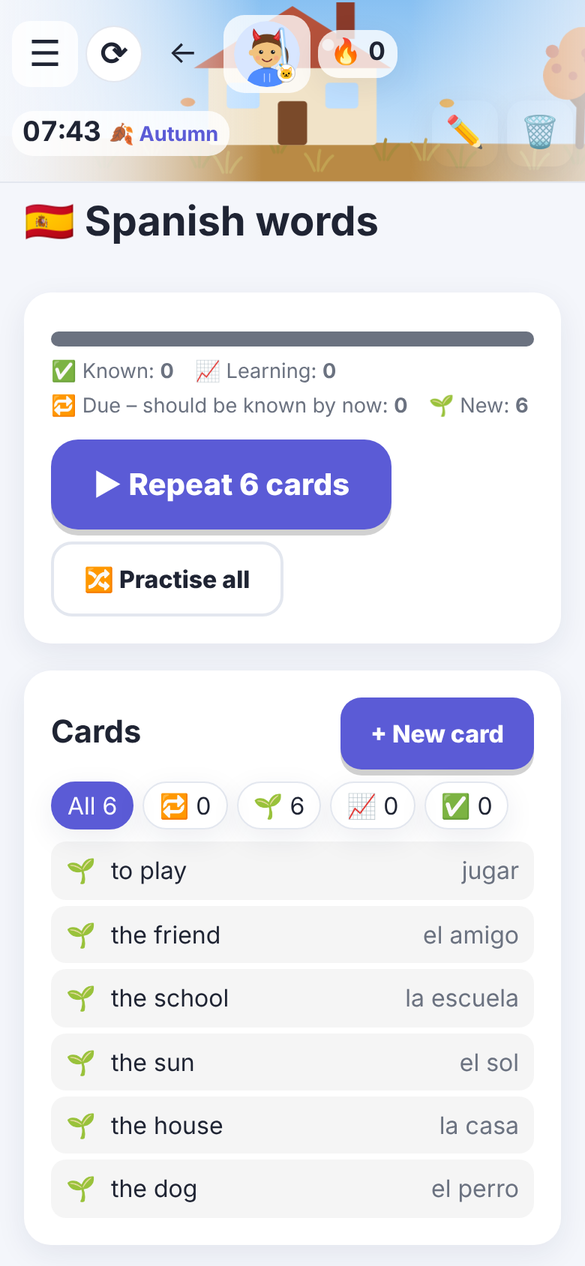 0
07:43 Autumn
Spanish words
Known: 0 Learning: 0
Due – should be known by now: 0 New: 6
Repeat 6 cards
Practise all
Cards
+ New card
All 6 0 6 0 0
to play jugar
the friend el amigo
the school la escuela
the sun el sol
the house la casa
the dog el perro